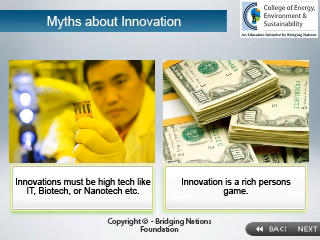 Myths about Innovation
College of Energy,
Environment &
Sustainability
An Education Initiative by Bridging Nations
Innovations must be high tech like
IT, Biotech, or Nanotech etc.
Innovation is a rich persons
game.
Copyright © - Bridging Nations
Foundation
BACK
NEXT